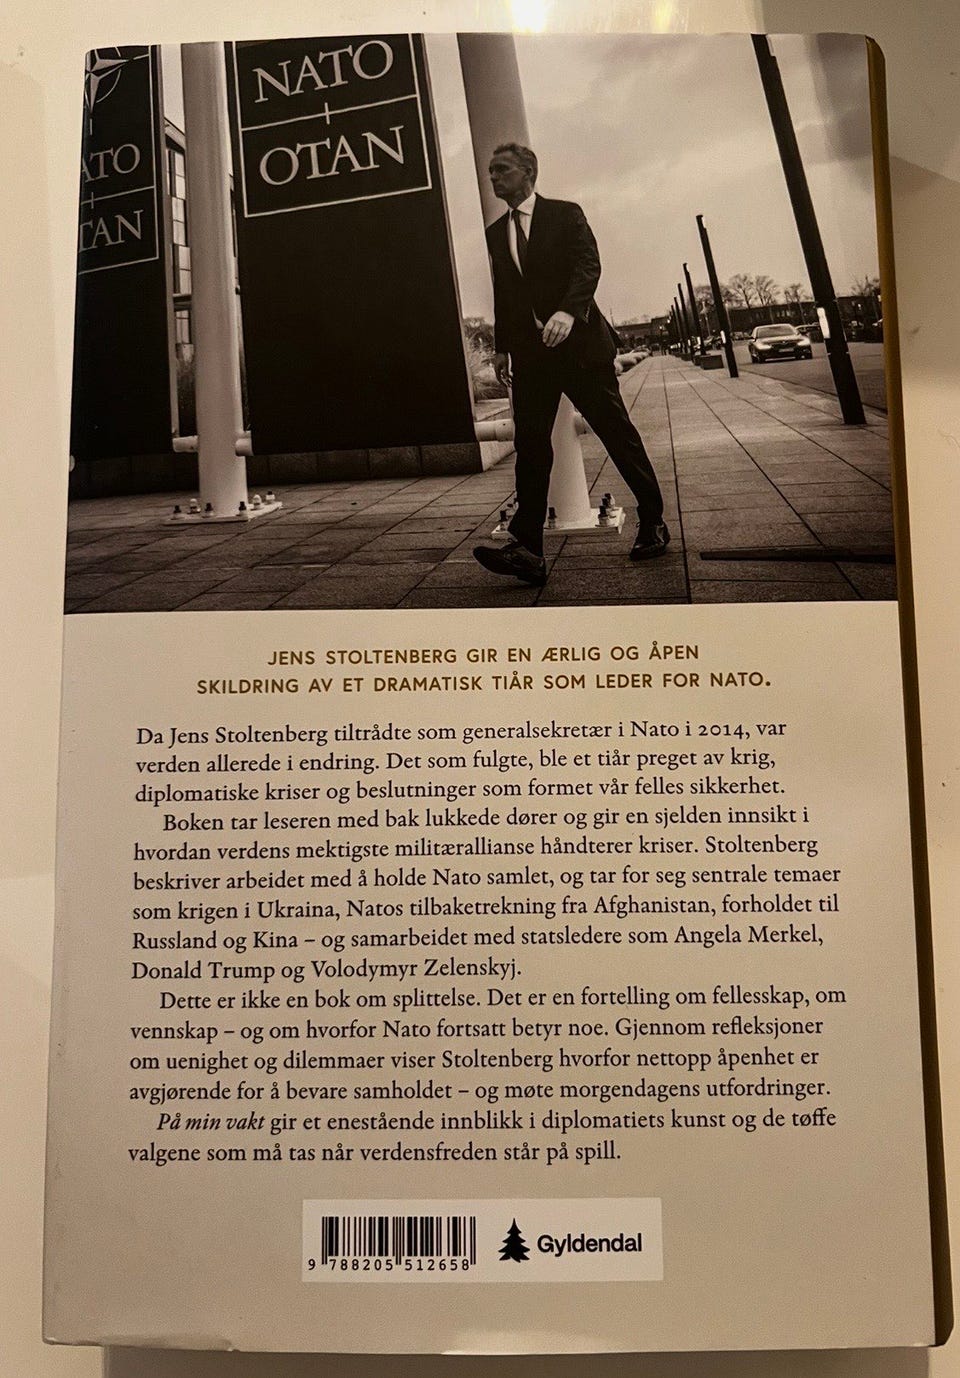 NATO
OTAN
ATO
TAN
JENS STOLTENBERG GIR EN ÆRLIG OG ÅPEN
SKILDRING AV ET DRAMATISK TIÅR SOM LEDER FOR NATO.
Da Jens Stoltenberg tiltrådte som generalsekretær i Nato i 2014, var
verden allerede i endring. Det som fulgte, ble et tiår preget av krig,
diplomatiske kriser og beslutninger som formet vår felles sikkerhet.
Boken tar leseren med bak lukkede dører og gir en sjelden innsikt i
hvordan verdens mektigste militærallianse håndterer kriser. Stoltenberg
beskriver arbeidet med å holde Nato samlet, og tar for seg sentrale temaer
som krigen i Ukraina, Natos tilbaketrekning fra Afghanistan, forholdet til
Russland og Kina – og samarbeidet med statsledere som Angela Merkel,
Donald Trump og Volodymyr Zelenskyj.
Dette er ikke en bok om splittelse. Det er en fortelling om fellesskap, om
vennskap – og om hvorfor Nato fortsatt betyr noe. Gjennom refleksjoner
om uenighet og dilemmaer viser Stoltenberg hvorfor nettopp åpenhet er
avgjørende for å bevare samholdet – og møte morgendagens utfordringer.
På min vakt gir et enestående innblikk i diplomatiets kunst og de tøffe
valgene som må tas når verdensfreden står på spill.
9 788205 512658
Gyldendal